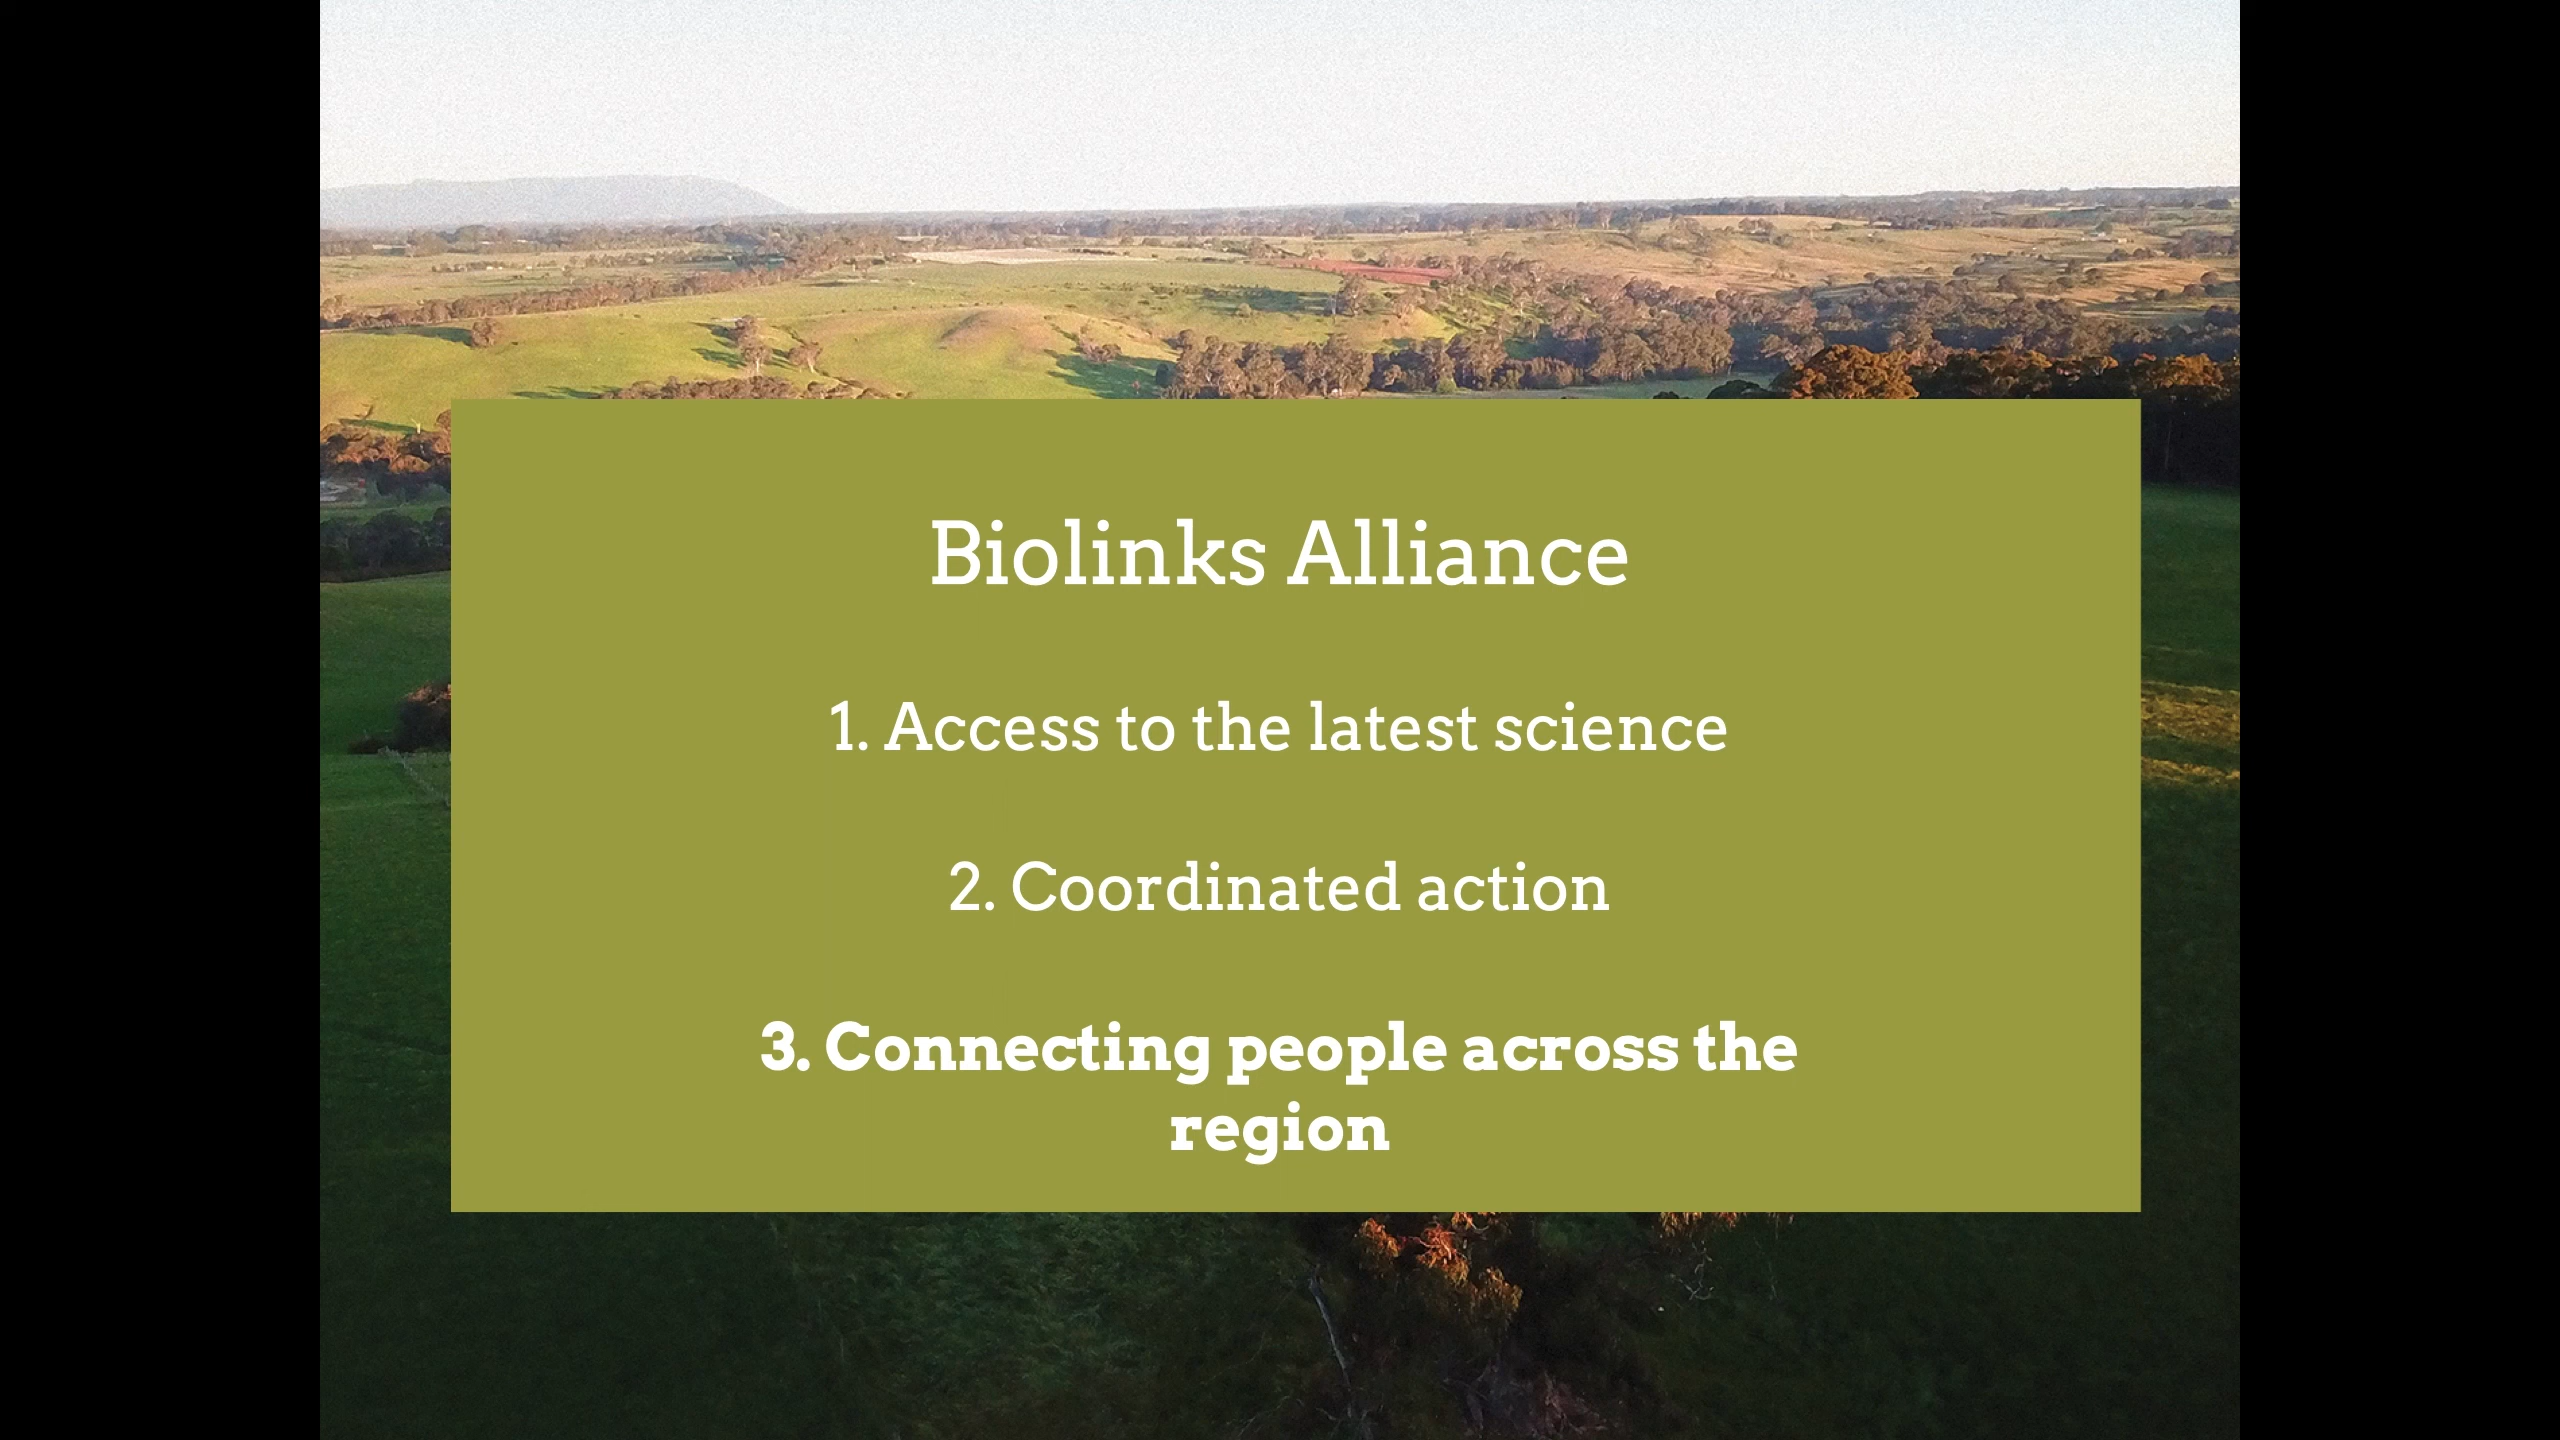 Biolinks Alliance
1. Access to the latest science
2. Coordinated action
3. Connecting people across the
region